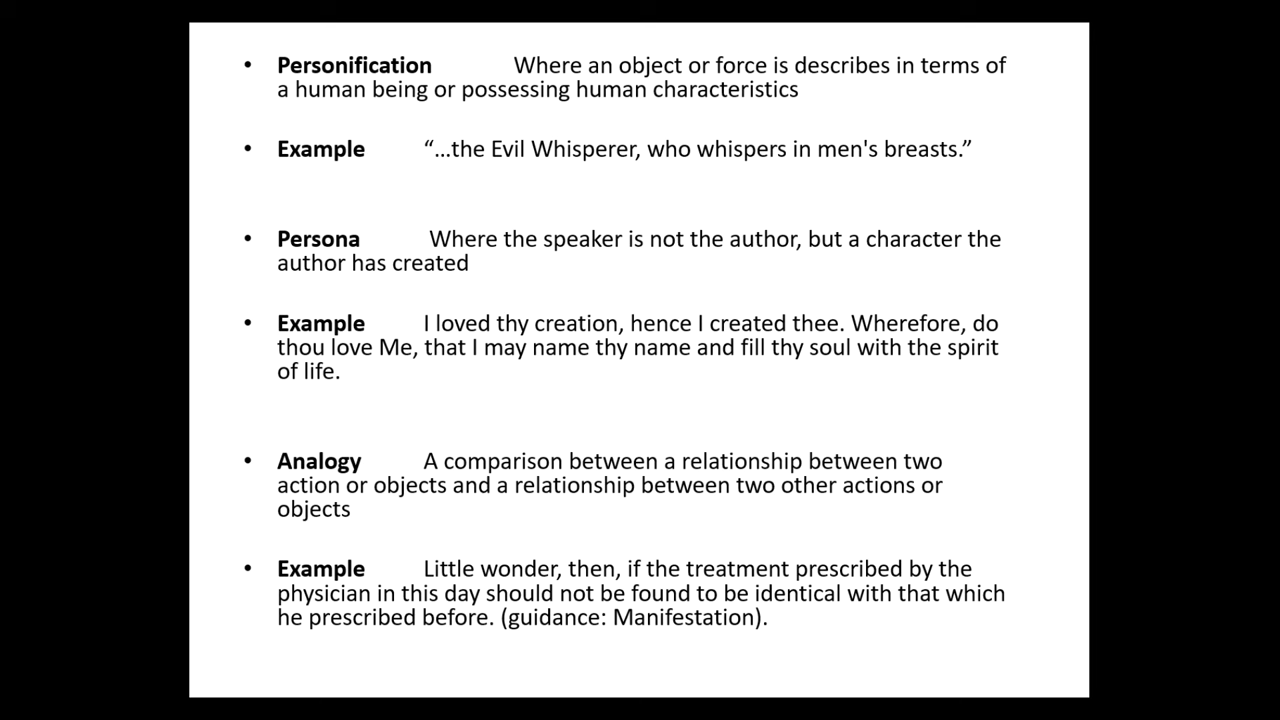 • Personification Where an object or force is describes in terms of
a human being or possessing human characteristics
• Example “…the Evil Whisperer, who whispers in men's breasts.”
• Persona Where the speaker is not the author, but a character the
author has created
• Example I loved thy creation, hence I created thee. Wherefore, do
thou love Me, that I may name thy name and fill thy soul with the spirit
of life.
• Analogy A comparison between a relationship between two
action or objects and a relationship between two other actions or
objects
• Example Little wonder, then, if the treatment prescribed by the
physician in this day should not be found to be identical with that which
he prescribed before. (guidance: Manifestation).